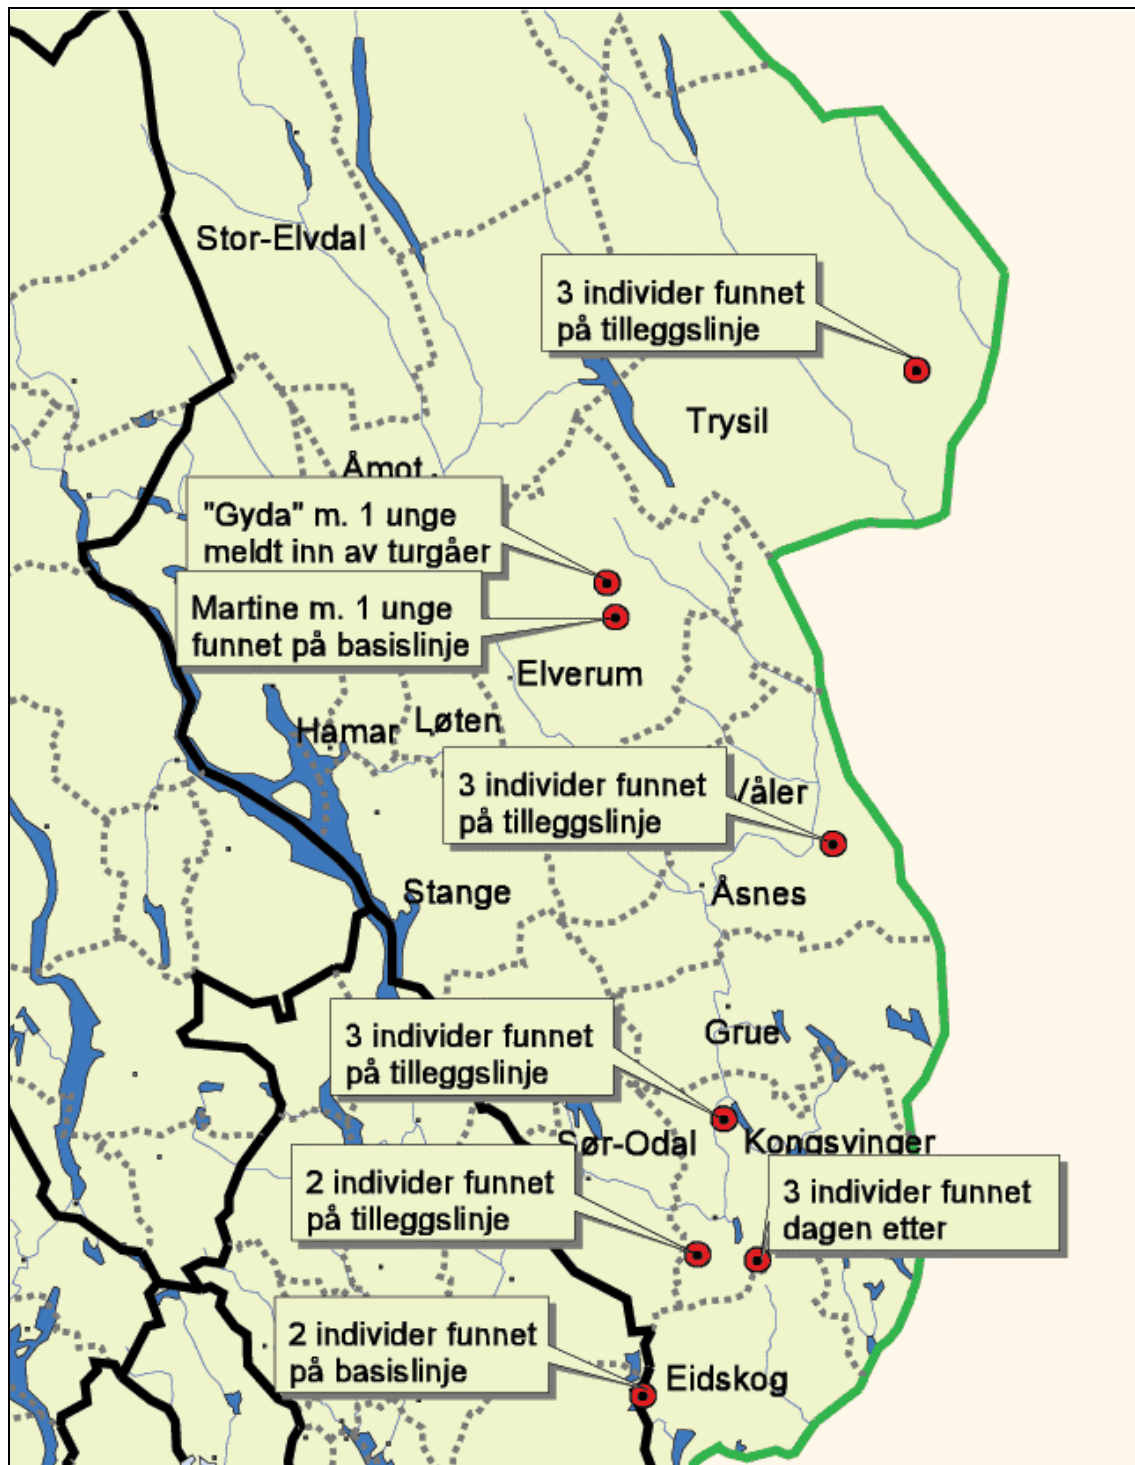 Stor-Elvdal
3 individer funnet
på tilleggslinje
Trysil
Åmot
"Gyda" m. 1 unge
meldt inn av turgåer
Martine m. 1 unge
funnet på basislinje
Elverum
Hamar
Løten
3 individer funnet
på tilleggslinje
Våler
Stange
Åsnes
3 individer funnet
på tilleggslinje
Grue
Sør-Odal
Kongsvinger
2 individer funnet
på tilleggslinje
3 individer funnet
dagen etter
2 individer funnet
på basislinje
Eidskog